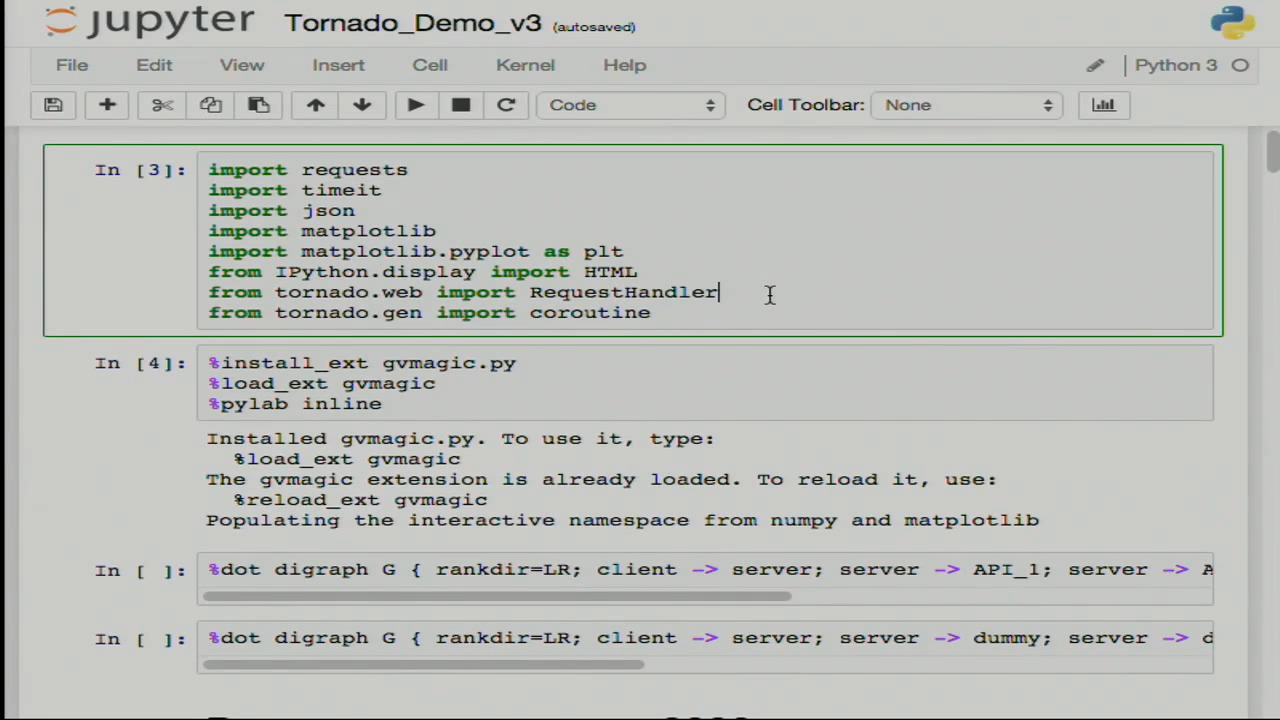 jupyter Tornado_Demo_v3 (autosaved)
File Edit View Insert Cell Kernel Help Python 3
Code Cell Toolbar: None
In [3]: import requests
import timeit
import json
import matplotlib
import matplotlib.pyplot as plt
from IPython.display import HTML
from tornado.web import RequestHandler
from tornado.gen import coroutine
In [4]: %install_ext gvmagic.py
%load_ext gvmagic
%pylab inline
Installed gvmagic.py. To use it, type:
%load_ext gvmagic
The gvmagic extension is already loaded. To reload it, use:
%reload_ext gvmagic
Populating the interactive namespace from numpy and matplotlib
In [ ]: %dot digraph G { rankdir=LR; client -> server; server -> API_1; server -> A
In [ ]: %dot digraph G { rankdir=LR; client -> server; server -> dummy; server -> d